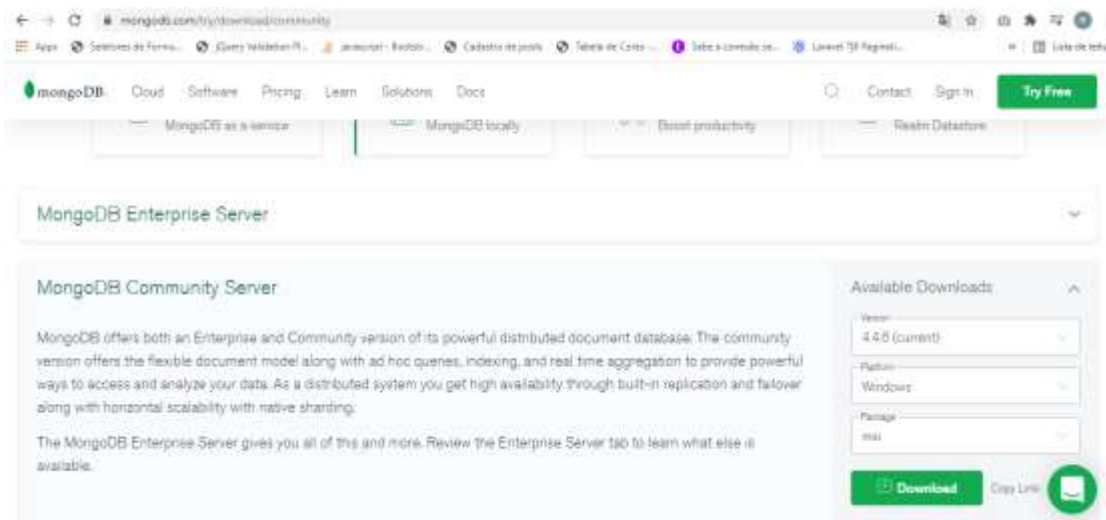 mongodb.com/try/download/community
Apps
mongoDB. Cloud Software Pricing Learn Solutions Docs Contact Sign In Try Free
MongoDB as a service MongoDB locally Boost productivity Realm Datastore
MongoDB Enterprise Server
MongoDB Community Server
MongoDB offers both an Enterprise and Community version of its powerful distributed document database. The community
version offers the flexible document model along with ad hoc queries, indexing, and real time aggregation to provide powerful
ways to access and analyze your data. As a distributed system you get high availability through built-in replication and failover
along with horizontal scalability with native sharding.
The MongoDB Enterprise Server gives you all of this and more. Review the Enterprise Server tab to learn what else is
available.
Available Downloads
Version
4.4.6 (current)
Platform
Windows
Package
msi
Download Copy Link